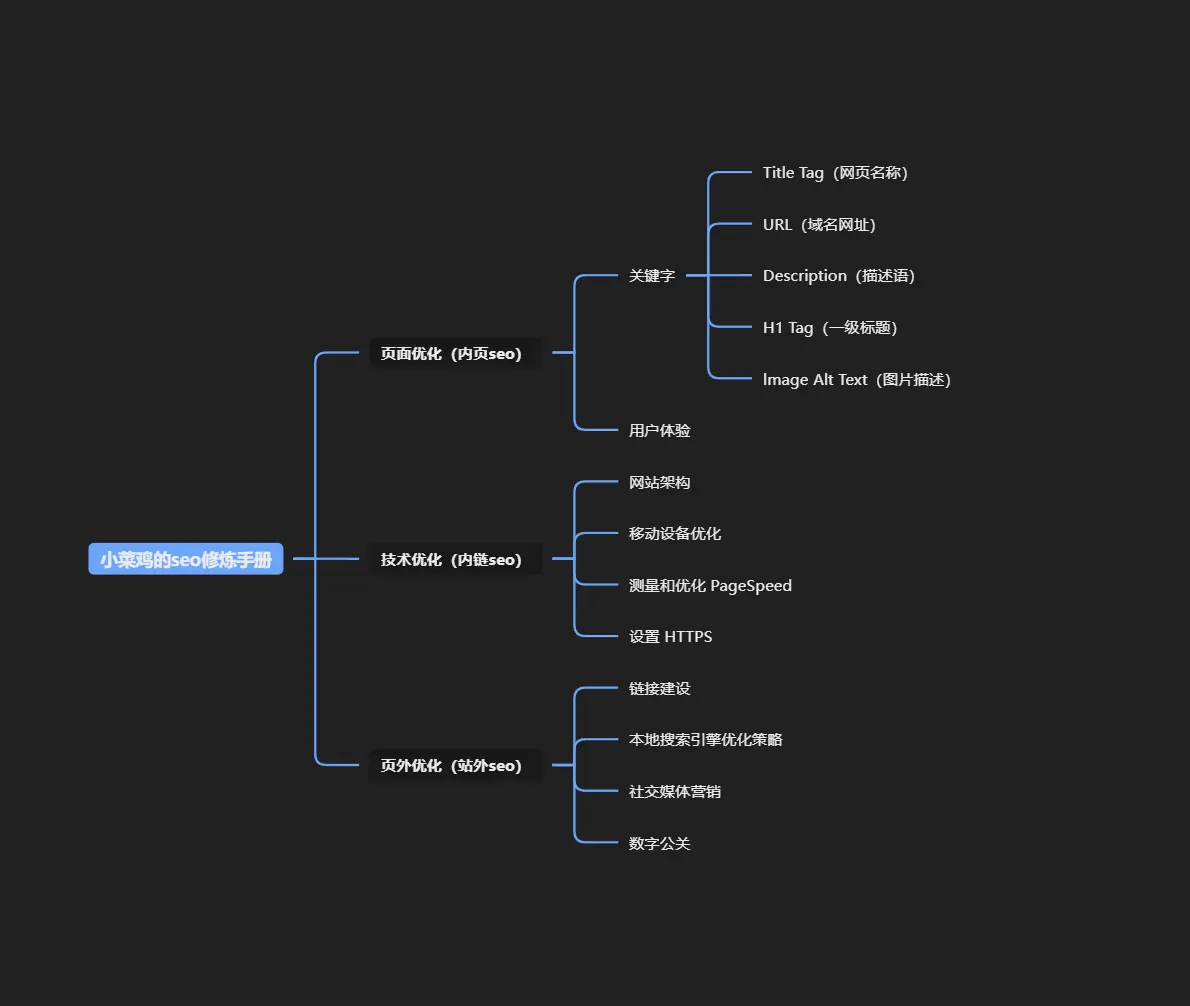 小菜鸡的seo修炼手册
页面优化（内页seo）
关键字
Title Tag（网页名称）
URL（域名网址）
Description（描述语）
H1 Tag（一级标题）
Image Alt Text（图片描述）
用户体验
技术优化（内链seo）
网站架构
移动设备优化
测量和优化 PageSpeed
设置 HTTPS
页外优化（站外seo）
链接建设
本地搜索引擎优化策略
社交媒体营销
数字公关